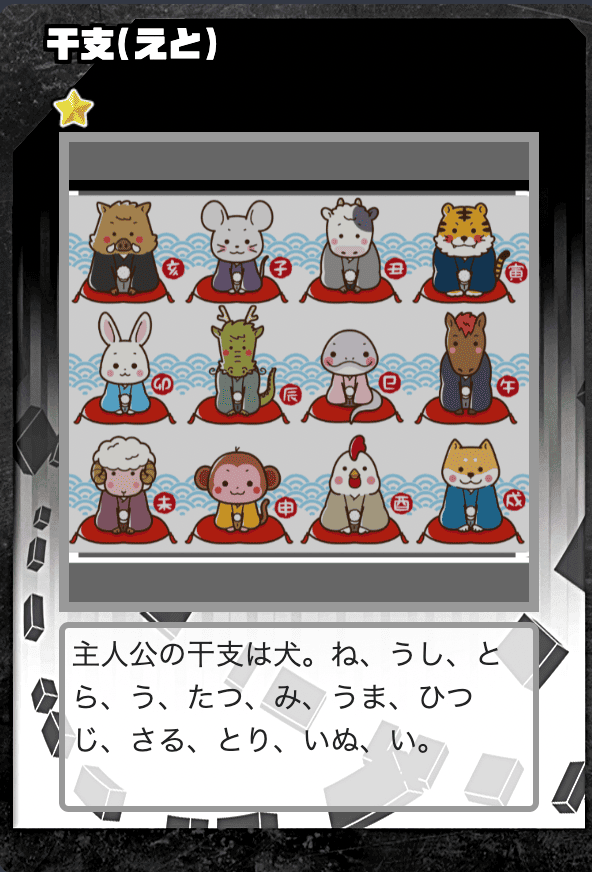 干支(えと)
亥 子 丑 寅
卯 辰 巳 午
未 申 酉 戌
主人公の干支は犬。ね、うし、と
ら、う、たつ、み、うま、ひつ
じ、さる、とり、いぬ、い。